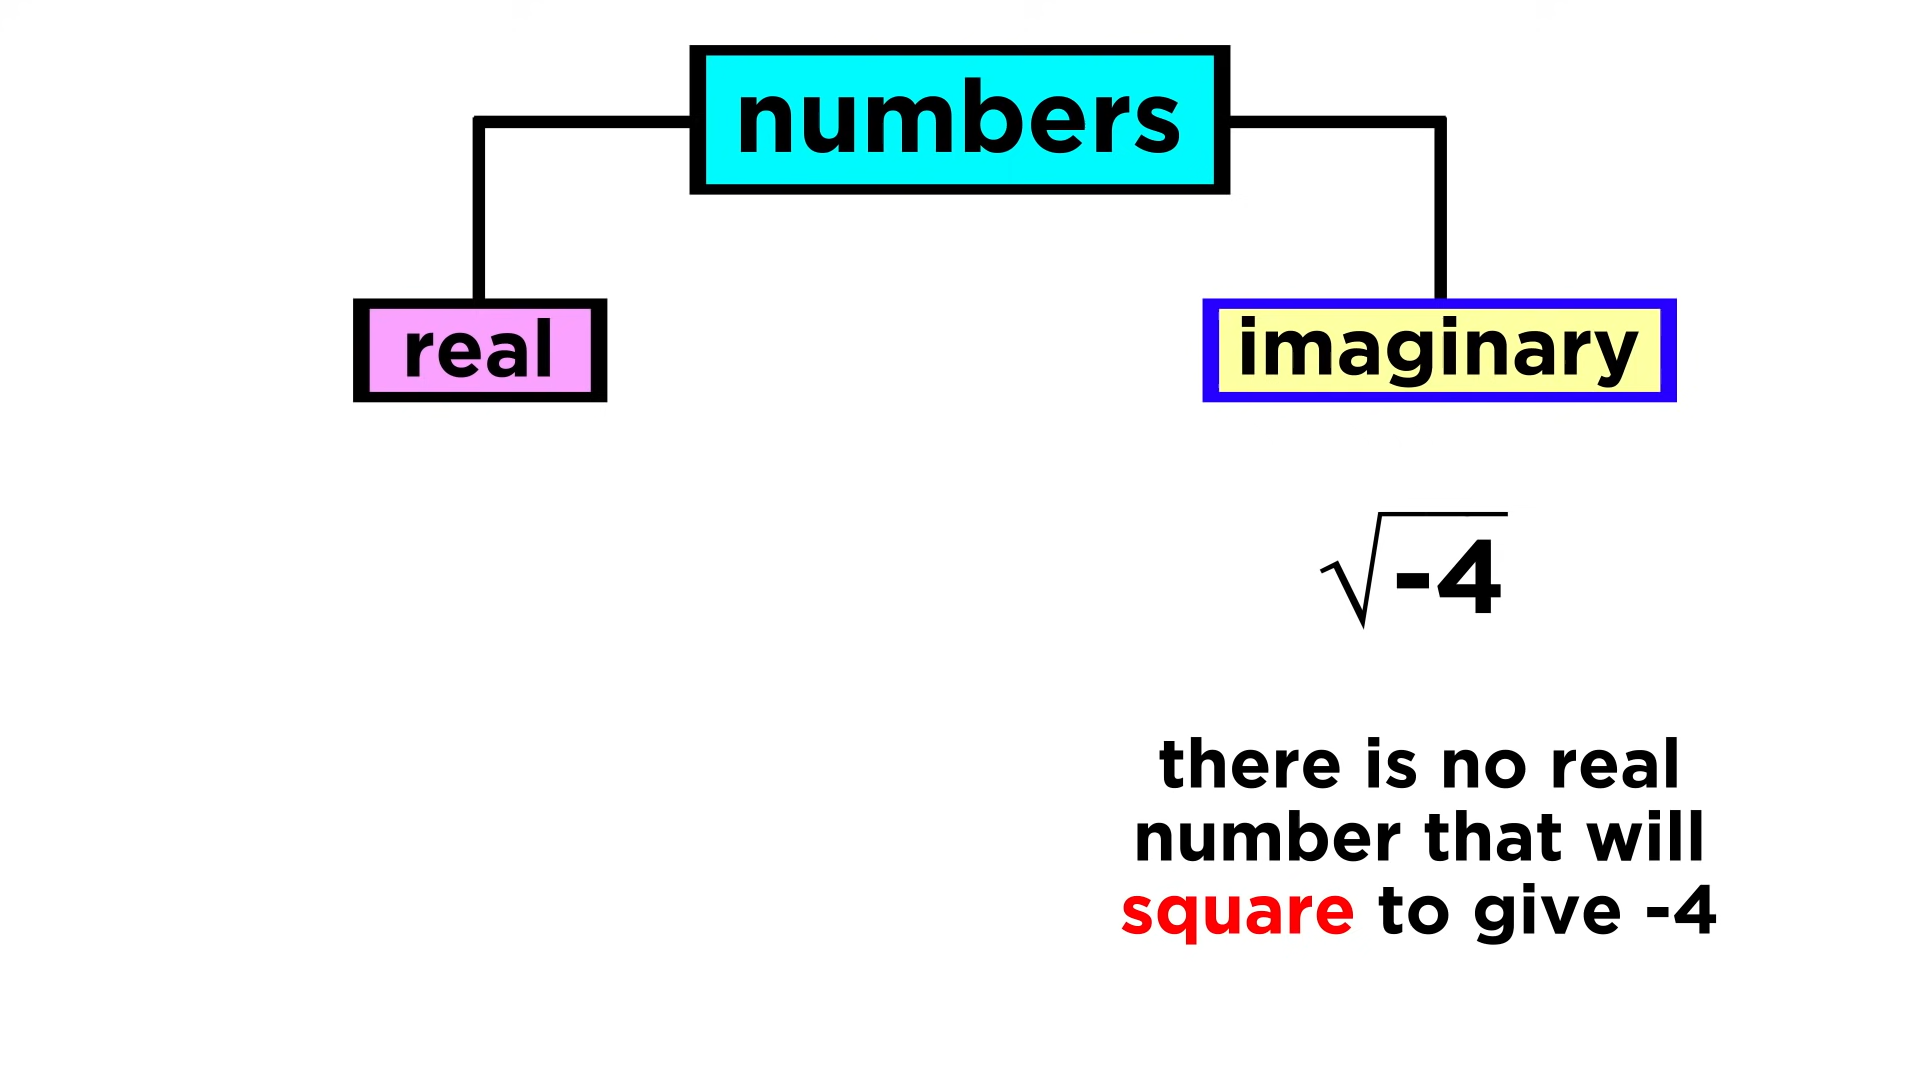 numbers
real
imaginary
√-4
there is no real
number that will
square to give -4